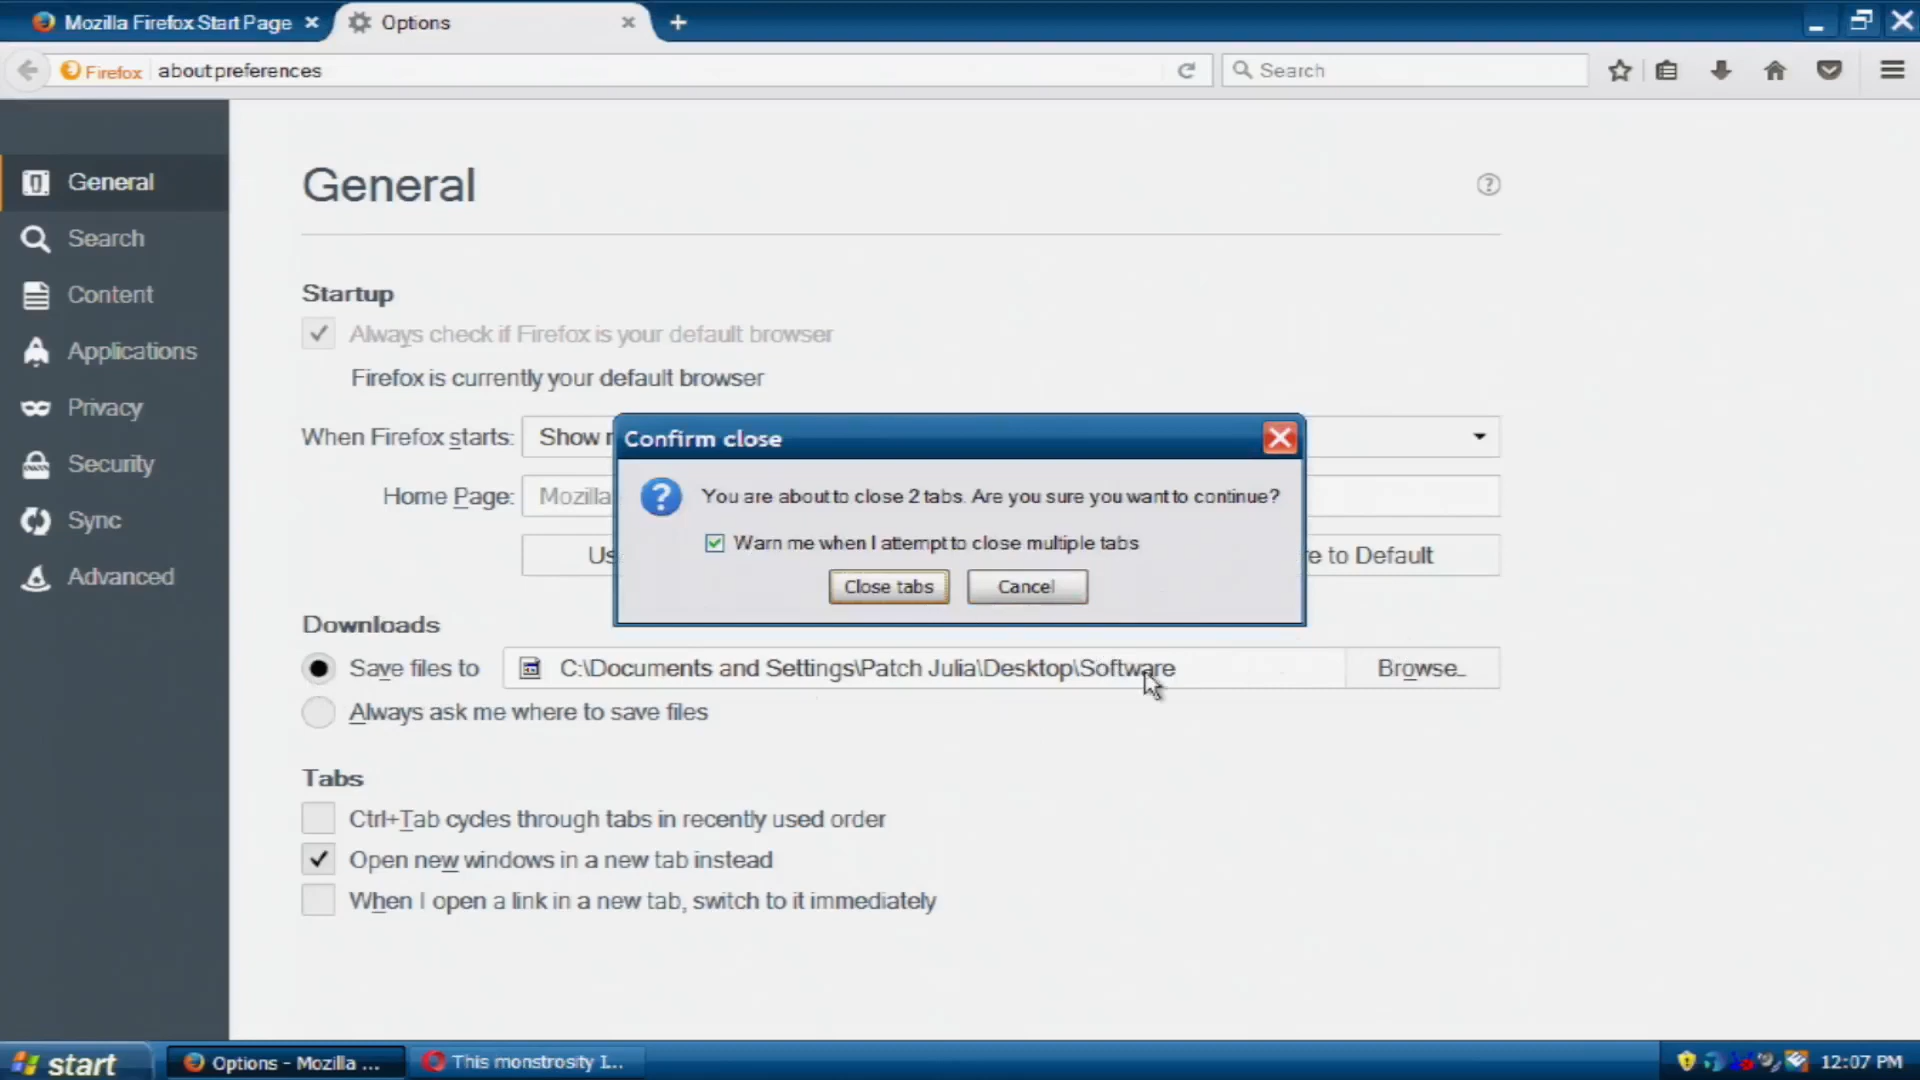 Mozilla Firefox Start Page
Options
Firefox
about:preferences
Search
General
Search
Content
Applications
Privacy
Security
Sync
Advanced
General
Startup
Always check if Firefox is your default browser
Firefox is currently your default browser
When Firefox starts:
Show
Home Page:
Mozilla
Us
e to Default
Confirm close
You are about to close 2 tabs. Are you sure you want to continue?
Warn me when I attempt to close multiple tabs
Close tabs
Cancel
Downloads
Save files to
C:\Documents and Settings\Patch Julia\Desktop\Software
Browse...
Always ask me where to save files
Tabs
Ctrl+Tab cycles through tabs in recently used order
Open new windows in a new tab instead
When I open a link in a new tab, switch to it immediately
start
Options - Mozilla ...
This monstrosity I...
12:07 PM